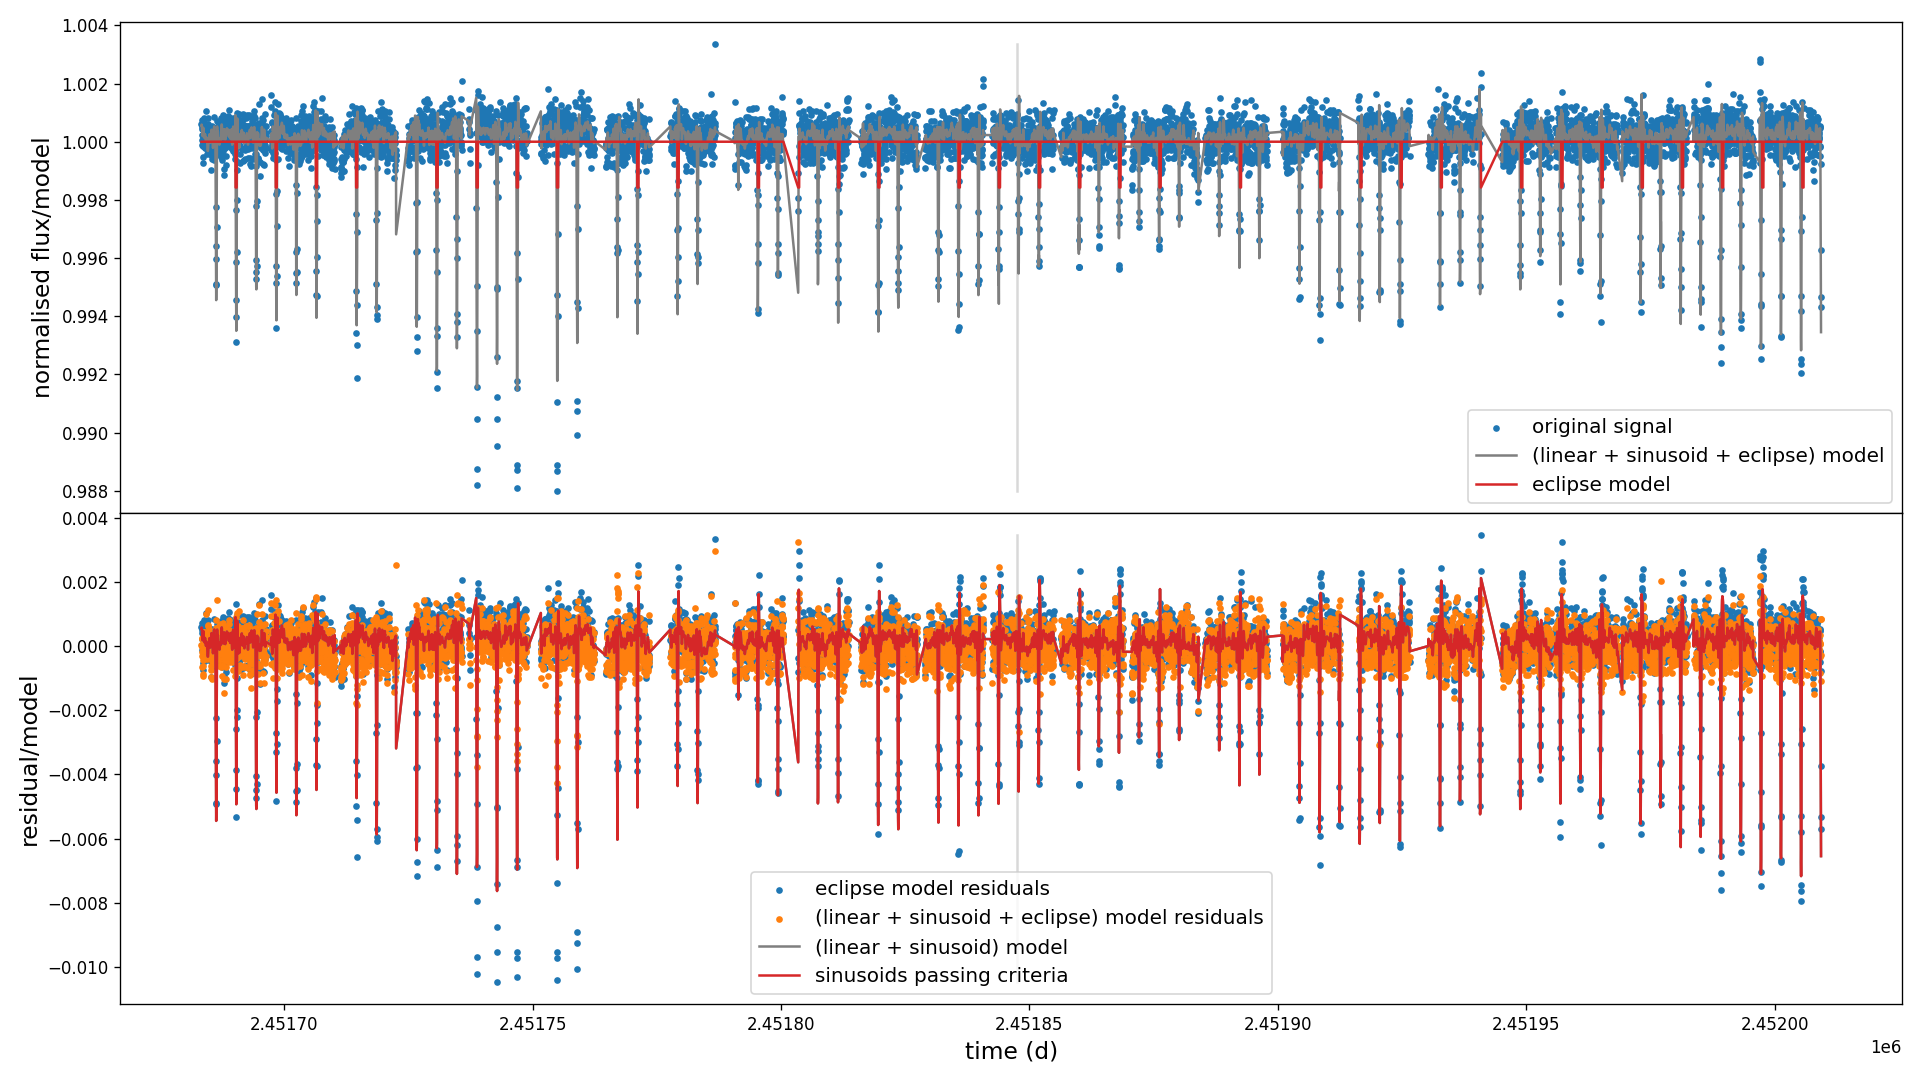 1.004
1.002
1.000
0.998
0.996
0.994
0.992
0.990
0.988
normalised flux/model
original signal
(linear + sinusoid + eclipse) model
eclipse model
0.004
0.002
0.000
−0.002
−0.004
−0.006
−0.008
−0.010
residual/model
eclipse model residuals
(linear + sinusoid + eclipse) model residuals
(linear + sinusoid) model
sinusoids passing criteria
2.45170 2.45175 2.45180 2.45185 2.45190 2.45195 2.45200
1e6
time (d)